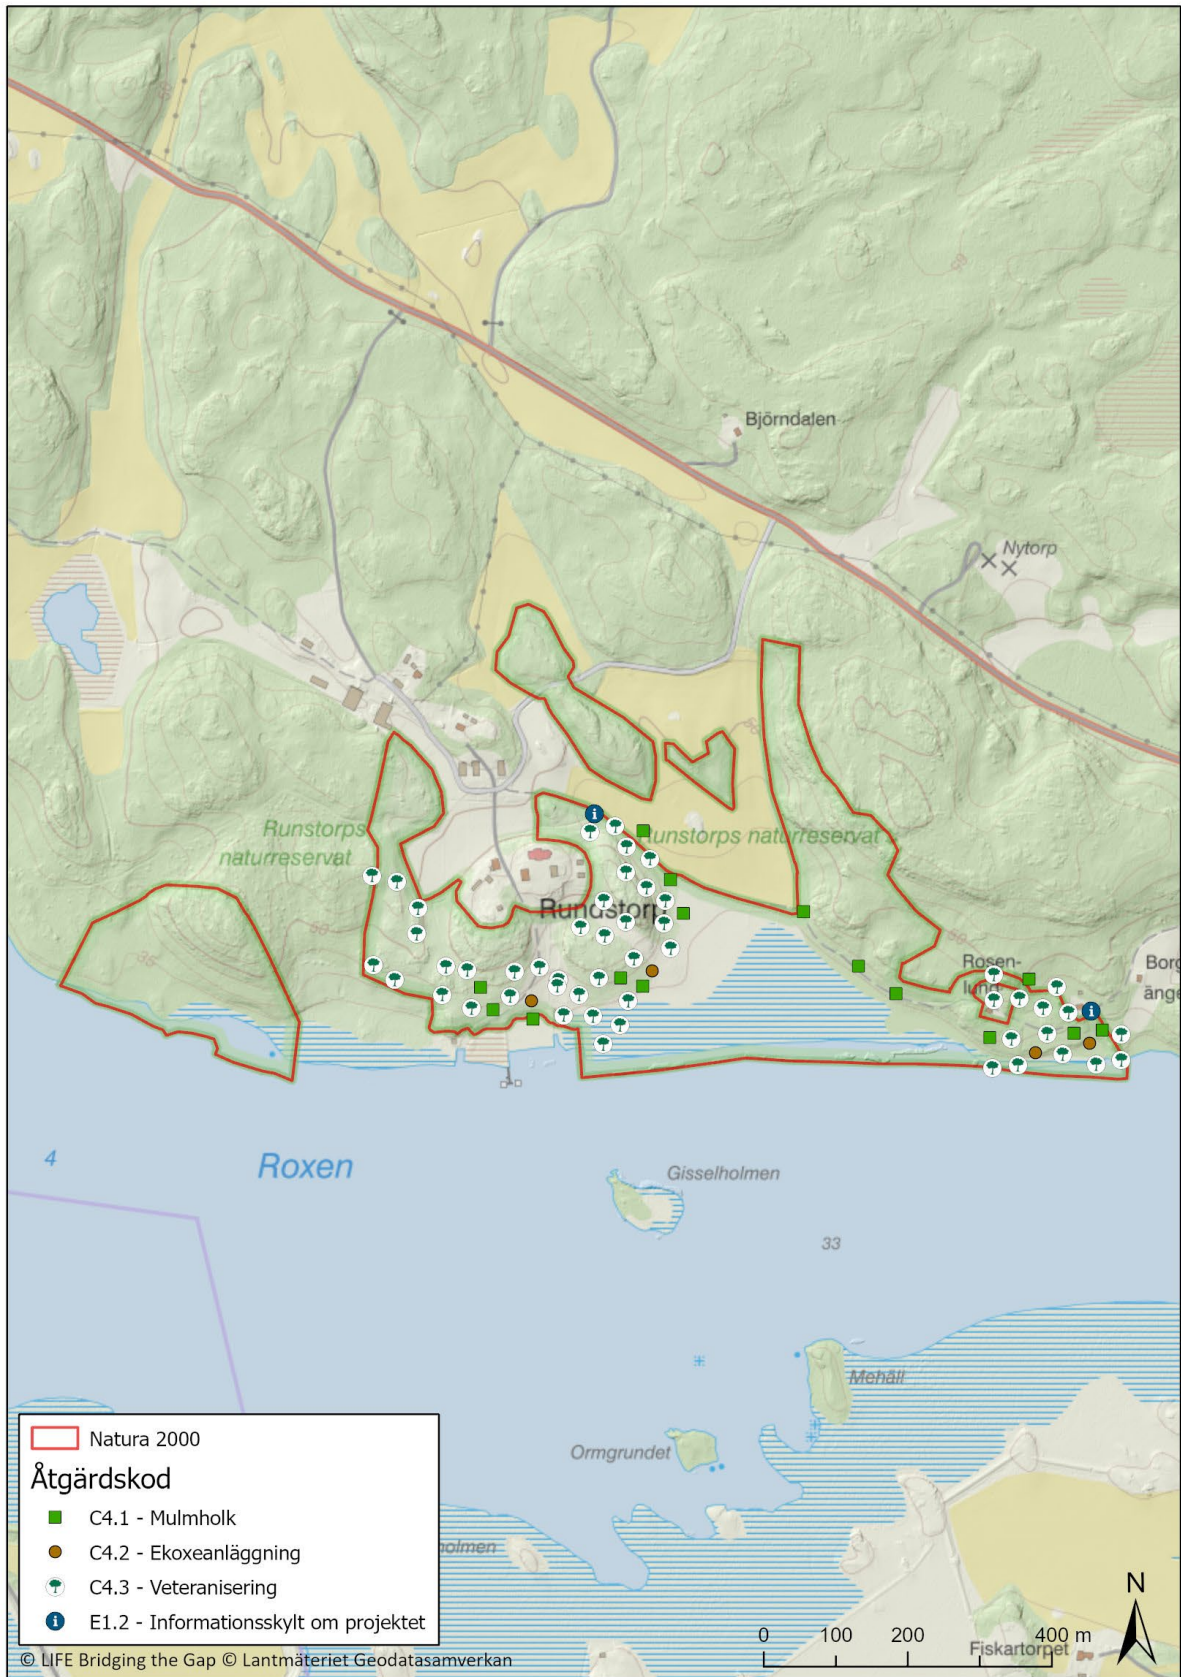 Björndalen
Nytorp
Runstorps
naturreservat
Runstorps naturreservat
Rundstorp
Rosen-
lund
Borg
änge
4
Roxen
Gisselholmen
33
Mehäll
Ormgrundet
holmen
Fiskartorpet
Natura 2000
Åtgärdskod
C4.1 - Mulmholk
C4.2 - Ekoxeanläggning
C4.3 - Veteranisering
E1.2 - Informationsskylt om projektet
N
0 100 200 400 m
© LIFE Bridging the Gap © Lantmäteriet Geodatasamverkan